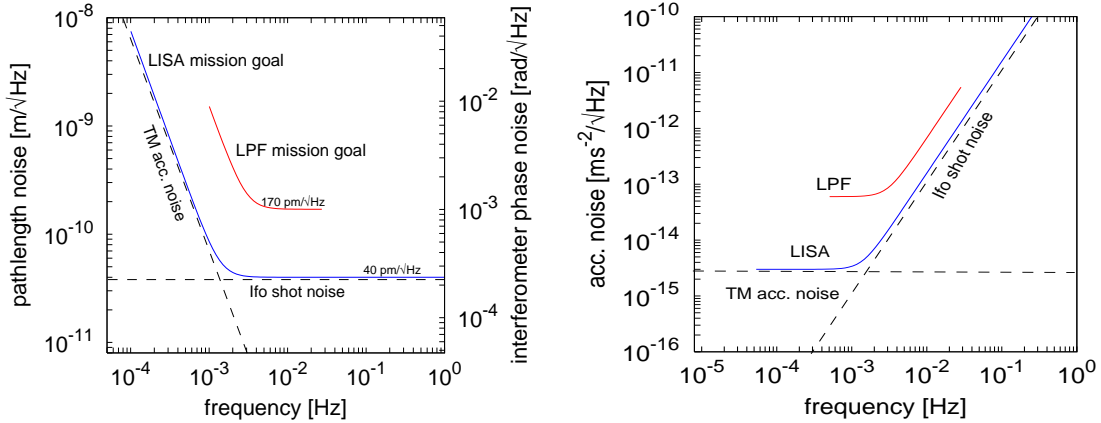 10⁻⁸
10⁻⁹
10⁻¹⁰
10⁻¹¹
pathlength noise [m/√Hz]
LISA mission goal
LPF mission goal
TM acc. noise
170 pm/√Hz
40 pm/√Hz
Ifo shot noise
10⁻²
10⁻³
10⁻⁴
interferometer phase noise [rad/√Hz]
10⁻⁴ 10⁻³ 10⁻² 10⁻¹ 10⁰
frequency [Hz]
10⁻¹⁰
10⁻¹¹
10⁻¹²
10⁻¹³
10⁻¹⁴
10⁻¹⁵
10⁻¹⁶
acc. noise [ms⁻²/√Hz]
LPF
Ifo shot noise
LISA
TM acc. noise
10⁻⁵ 10⁻⁴ 10⁻³ 10⁻² 10⁻¹ 10⁰
frequency [Hz]